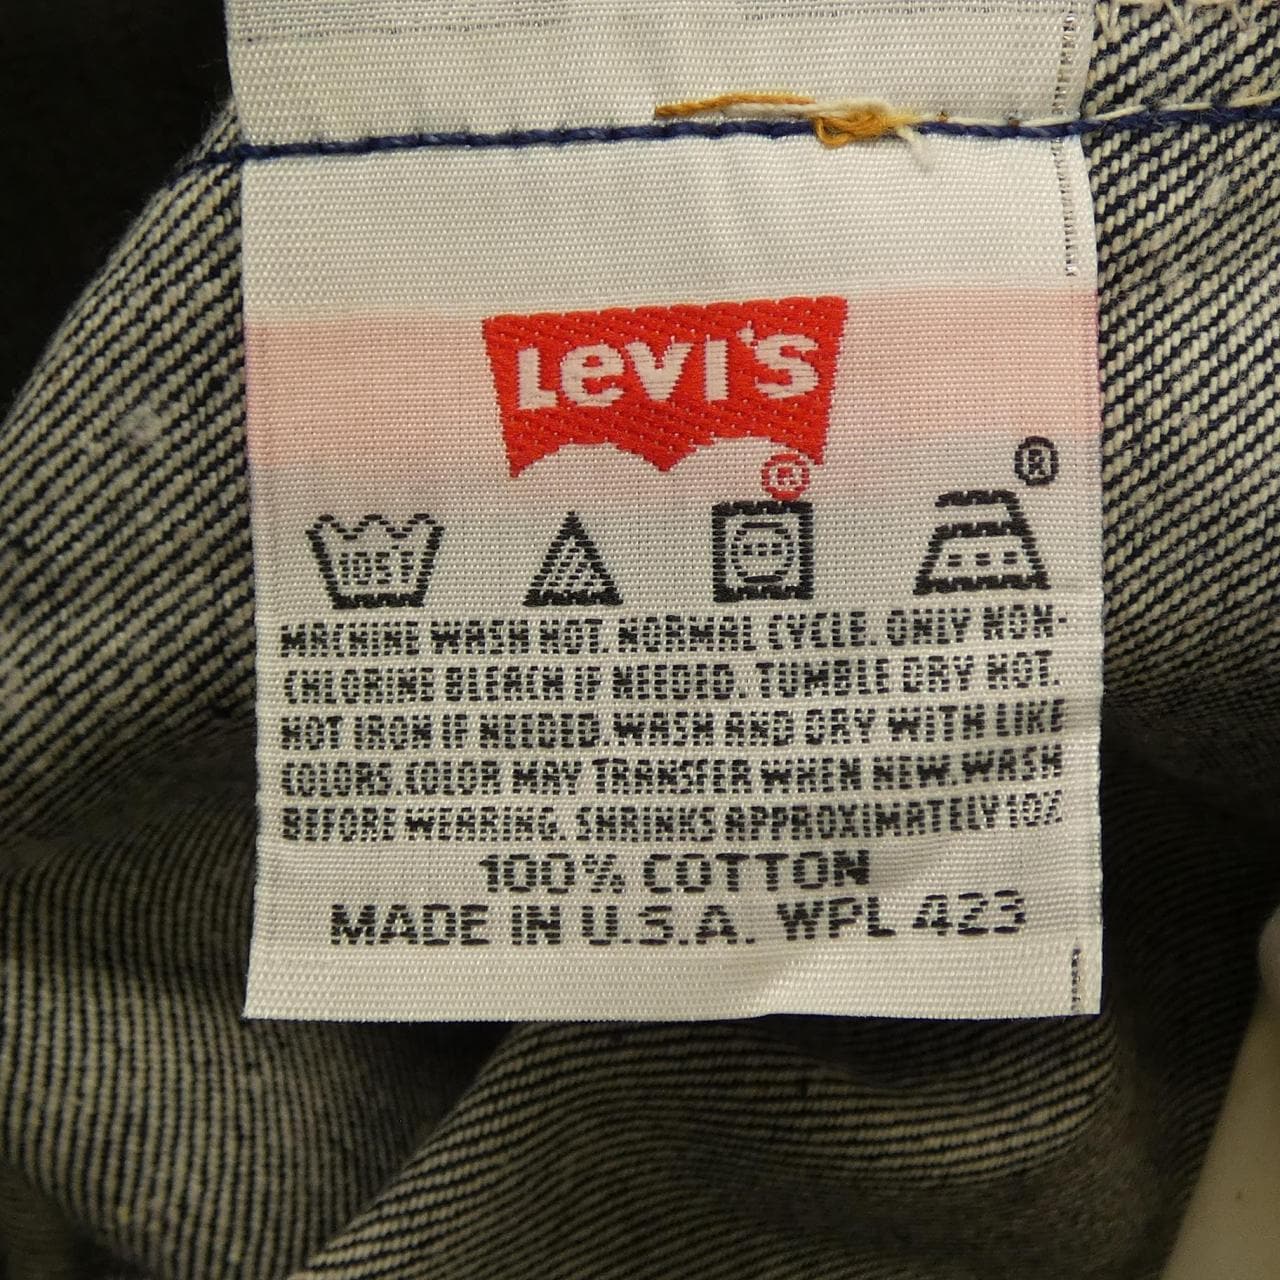 LEVI'S
®
®
105F
MACHINE WASH HOT. NORMAL CYCLE. ONLY NON-
CHLORINE BLEACH IF NEEDED. TUMBLE DRY HOT.
HOT IRON IF NEEDED. WASH AND DRY WITH LIKE
COLORS. COLOR MAY TRANSFER WHEN NEW. WASH
BEFORE WEARING. SHRINKS APPROXIMATELY 10%
100% COTTON
MADE IN U.S.A. WPL 423